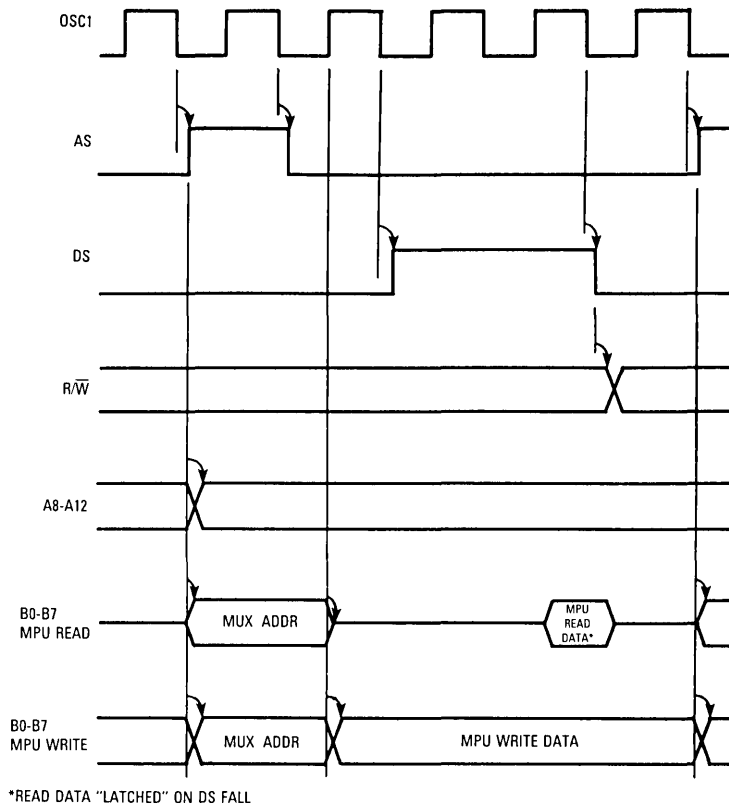 OSC1
AS
DS
R/W̅
A8-A12
B0-B7
MPU READ
MUX ADDR
MPU
READ
DATA*
B0-B7
MPU WRITE
MUX ADDR
MPU WRITE DATA
*READ DATA "LATCHED" ON DS FALL